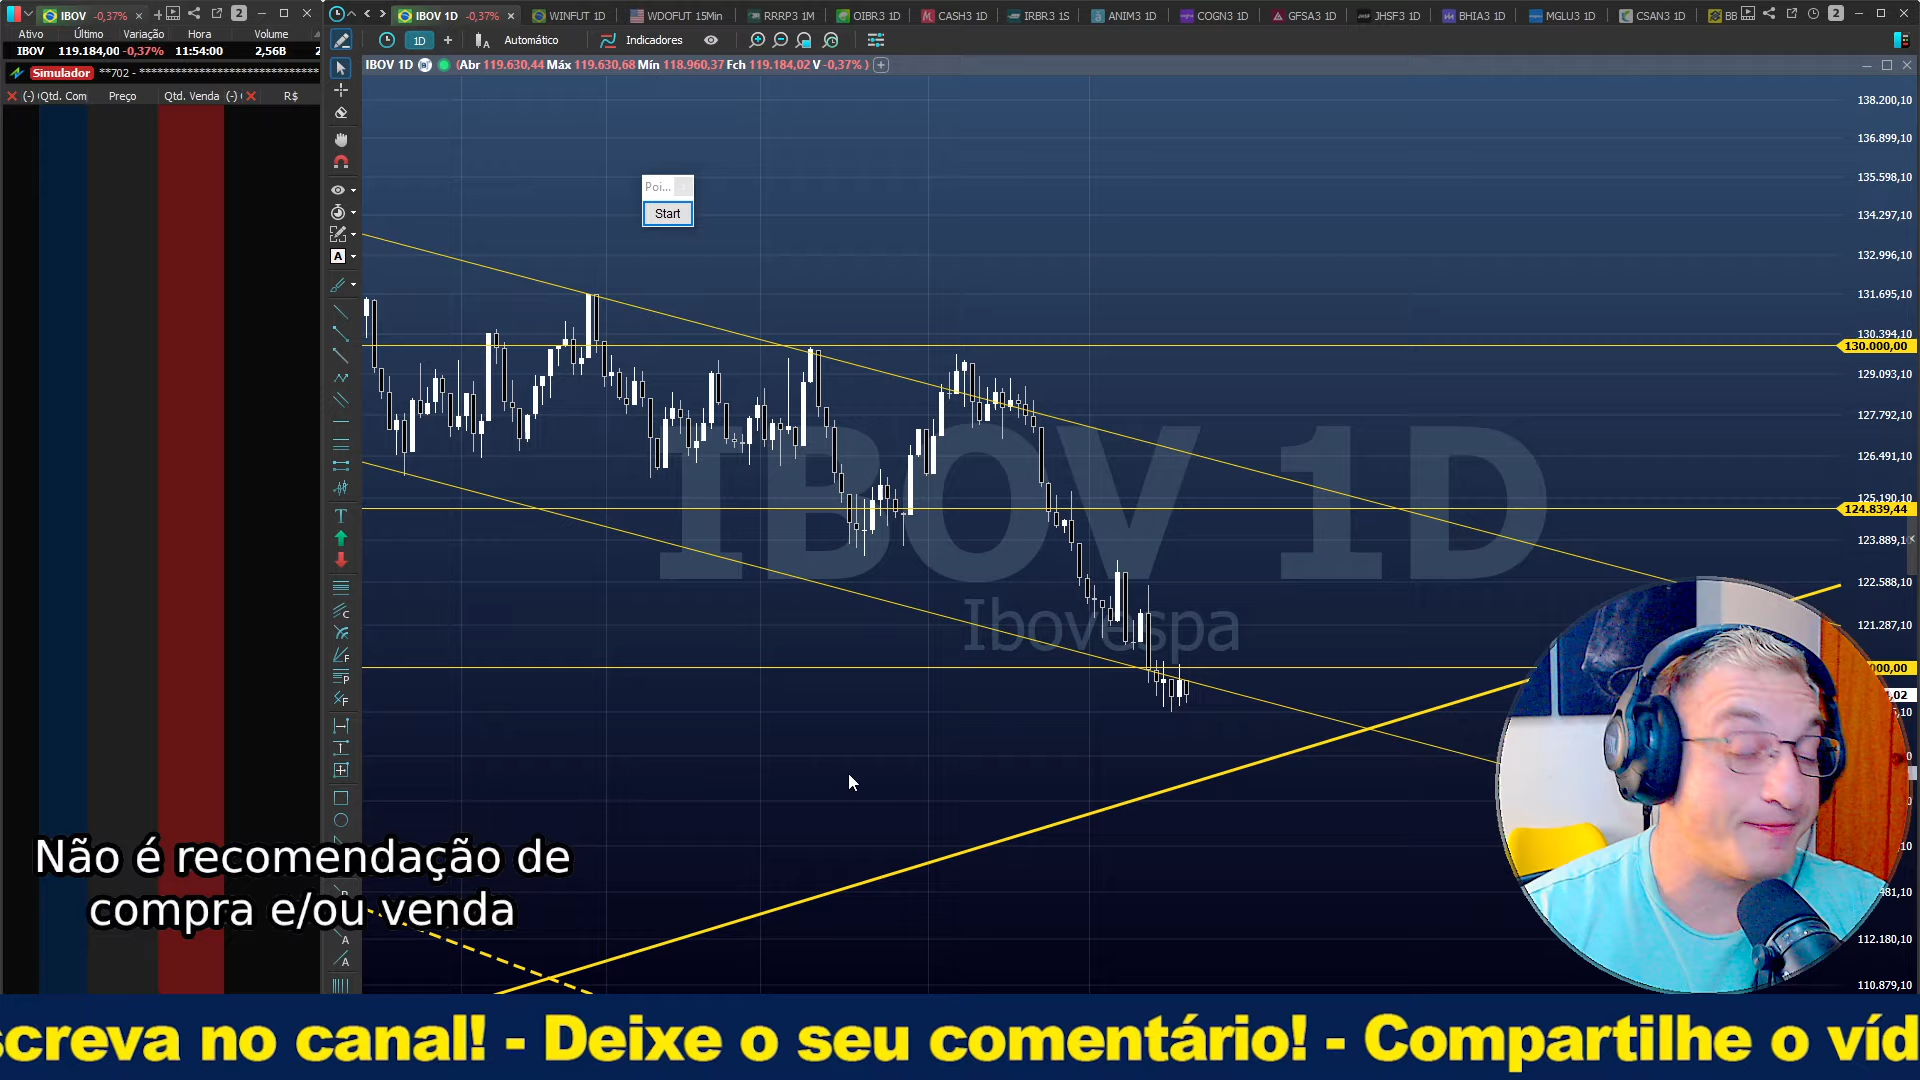 IBOV -0,37%
IBOV 1D -0,37%
WINFUT 1D
WDOFUT 15Min
RRRP3 1M
OIBR3 1D
CASH3 1D
IRBR3 1S
ANIM3 1D
COGN3 1D
GFSA3 1D
JHSF3 1D
BHIA3 1D
MGLU3 1D
CSAN3 1D
2
2
Ativo Último Variação Hora Volume
IBOV 119.184,00 -0,37% 11:54:00 2,56B
1D
Automático
Indicadores
IBOV 1D (Abr 119.630,44 Máx 119.630,68 Mín 118.960,37 Fch 119.184,02 V -0,37% )
Simulador
(-) Qtd. Com Preço Qtd. Venda (-) R$
Poi...
Start
138.200,10
136.899,10
135.598,10
134.297,10
132.996,10
131.695,10
130.394,10
130.000,00
129.093,10
127.792,10
126.491,10
125.190,10
124.839,44
123.889,1
122.588,10
121.287,10
112.180,10
110.879,10
IBOV 1D
Ibovespa
Não é recomendação de
compra e/ou venda
screva no canal! - Deixe o seu comentário! - Compartilhe o víd